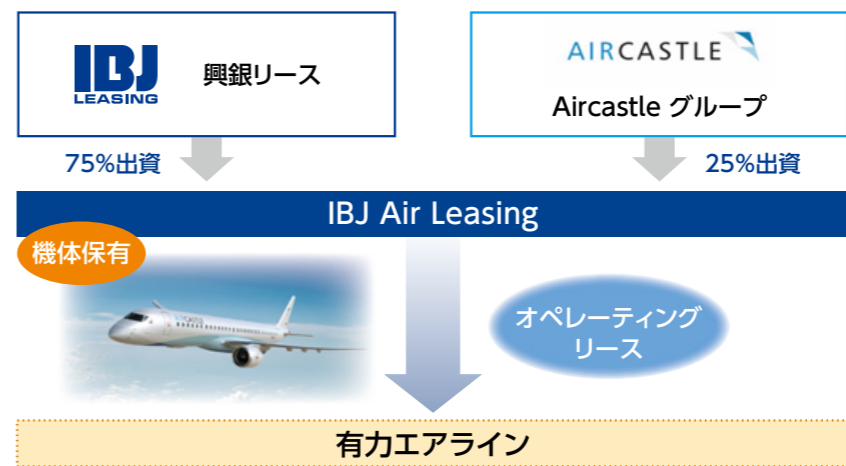 IBJ
LEASING
興銀リース
AIRCASTLE
Aircastle グループ
75%出資
25%出資
IBJ Air Leasing
機体保有
AIRCASTLE
オペレーティング
リース
有力エアライン